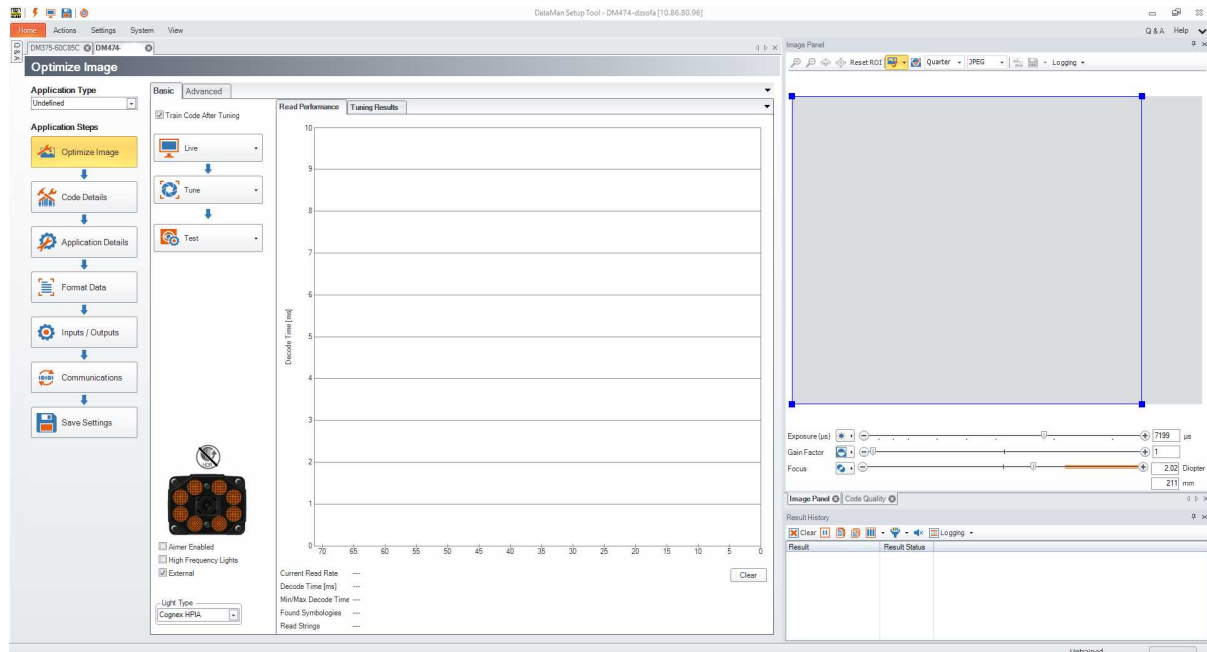 DataMan Setup Tool - DM474-dzsofa [10.86.80.96]
Home Actions Settings System View
Q & A Help
Q & A
DM375-60C85C DM474-
Optimize Image
Application Type
Undefined
Application Steps
Optimize Image
Code Details
Application Details
Format Data
Inputs / Outputs
Communications
Save Settings
Basic Advanced
Train Code After Tuning
Live
Tune
Test
HDR
Aimer Enabled
High Frequency Lights
External
Light Type
Cognex HPIA
Read Performance Tuning Results
10
9
8
7
6
5
4
3
2
1
0
Decode Time [ms]
70 65 60 55 50 45 40 35 30 25 20 15 10 5 0
Current Read Rate ---
Clear
Decode Time [ms] ---
Min/Max Decode Time ---
Found Symbologies ---
Read Strings ---
Image Panel
Reset ROI Quarter JPEG Logging
Exposure (µs) 7199 µs
Gain Factor 1
Focus 2.02 Diopter
211 mm
Image Panel Code Quality
Result History
Clear Logging
Result Result Status
Untrained